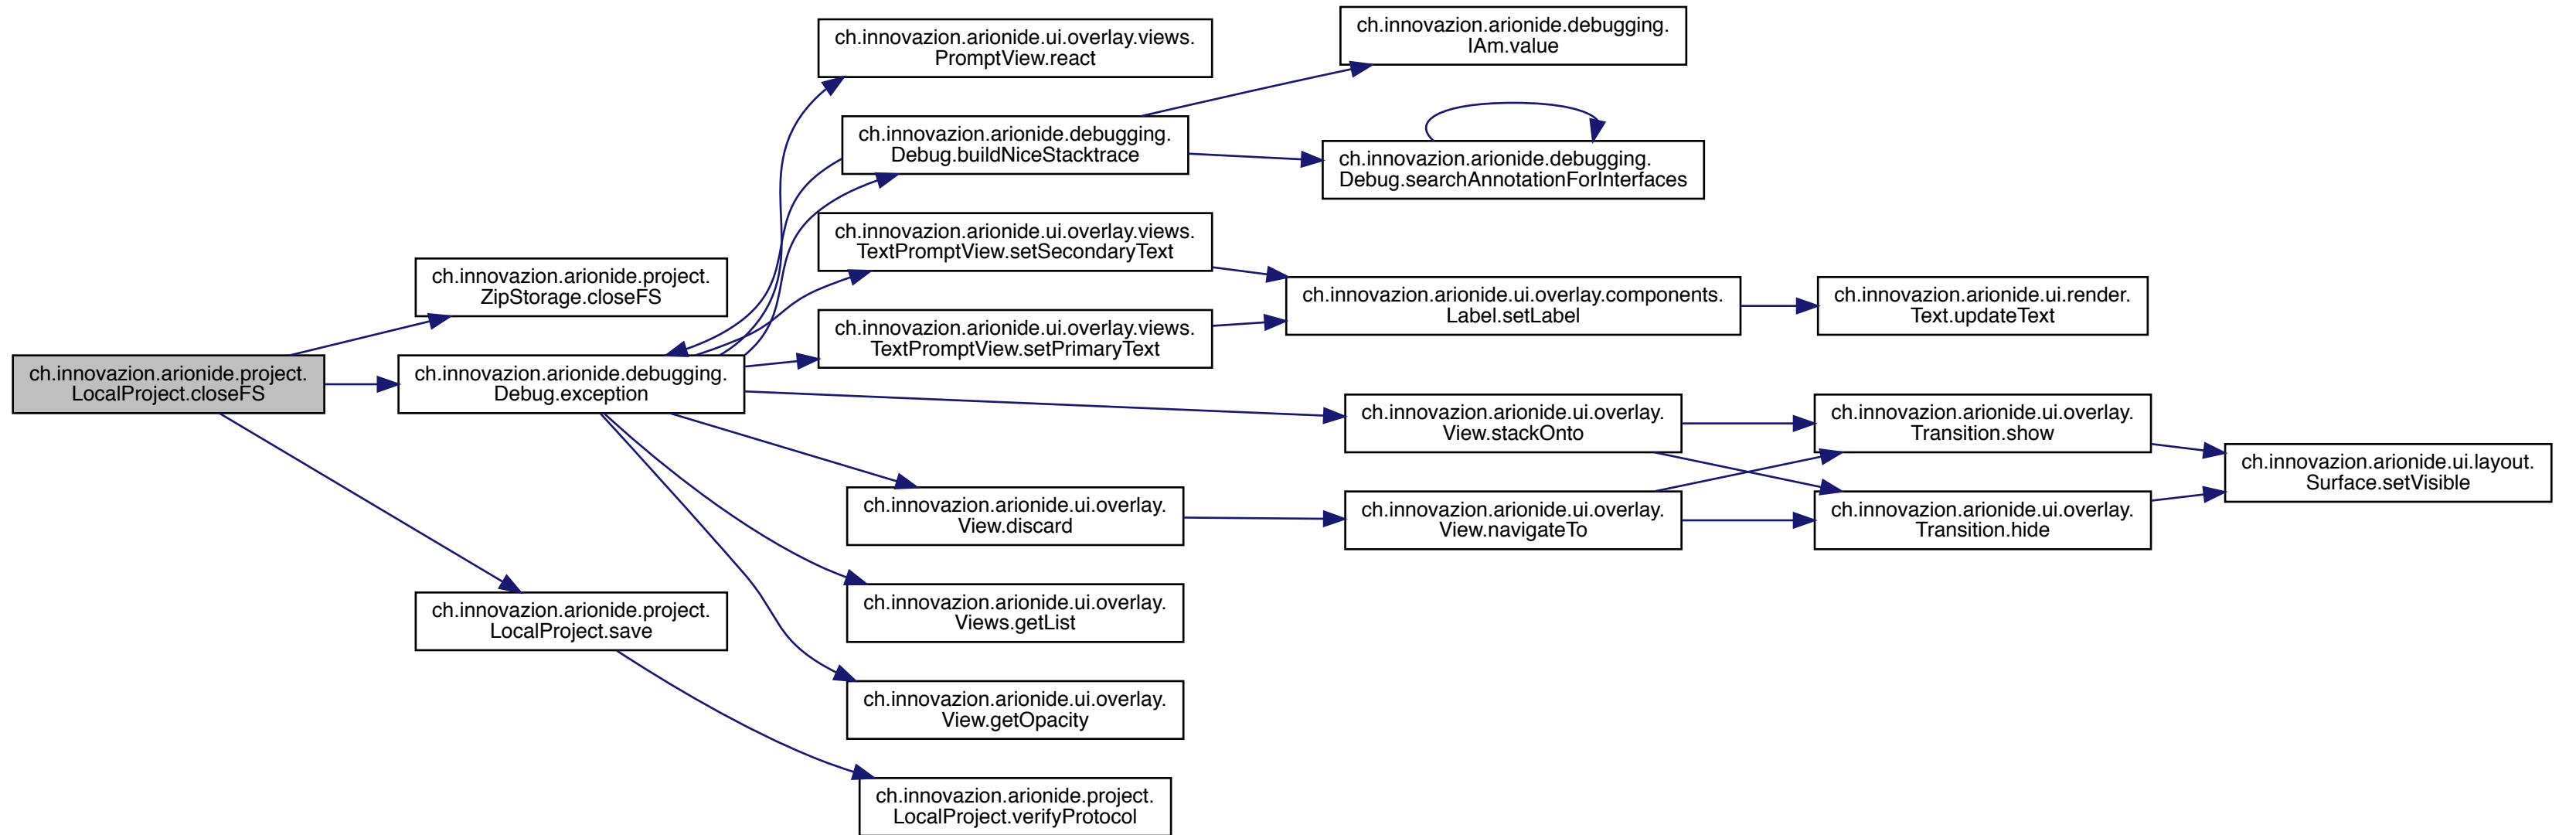 ch.innovazion.arionide.ui.overlay.views.
PromptView.react
ch.innovazion.arionide.debugging.
IAm.value
ch.innovazion.arionide.debugging.
Debug.buildNiceStacktrace
ch.innovazion.arionide.debugging.
Debug.searchAnnotationForInterfaces
ch.innovazion.arionide.ui.overlay.views.
TextPromptView.setSecondaryText
ch.innovazion.arionide.project.
ZipStorage.closeFS
ch.innovazion.arionide.ui.overlay.components.
Label.setLabel
ch.innovazion.arionide.ui.render.
Text.updateText
ch.innovazion.arionide.ui.overlay.views.
TextPromptView.setPrimaryText
ch.innovazion.arionide.project.
LocalProject.closeFS
ch.innovazion.arionide.debugging.
Debug.exception
ch.innovazion.arionide.ui.overlay.
View.stackOnto
ch.innovazion.arionide.ui.overlay.
Transition.show
ch.innovazion.arionide.ui.layout.
Surface.setVisible
ch.innovazion.arionide.ui.overlay.
View.discard
ch.innovazion.arionide.ui.overlay.
View.navigateTo
ch.innovazion.arionide.ui.overlay.
Transition.hide
ch.innovazion.arionide.project.
LocalProject.save
ch.innovazion.arionide.ui.overlay.
Views.getList
ch.innovazion.arionide.ui.overlay.
View.getOpacity
ch.innovazion.arionide.project.
LocalProject.verifyProtocol